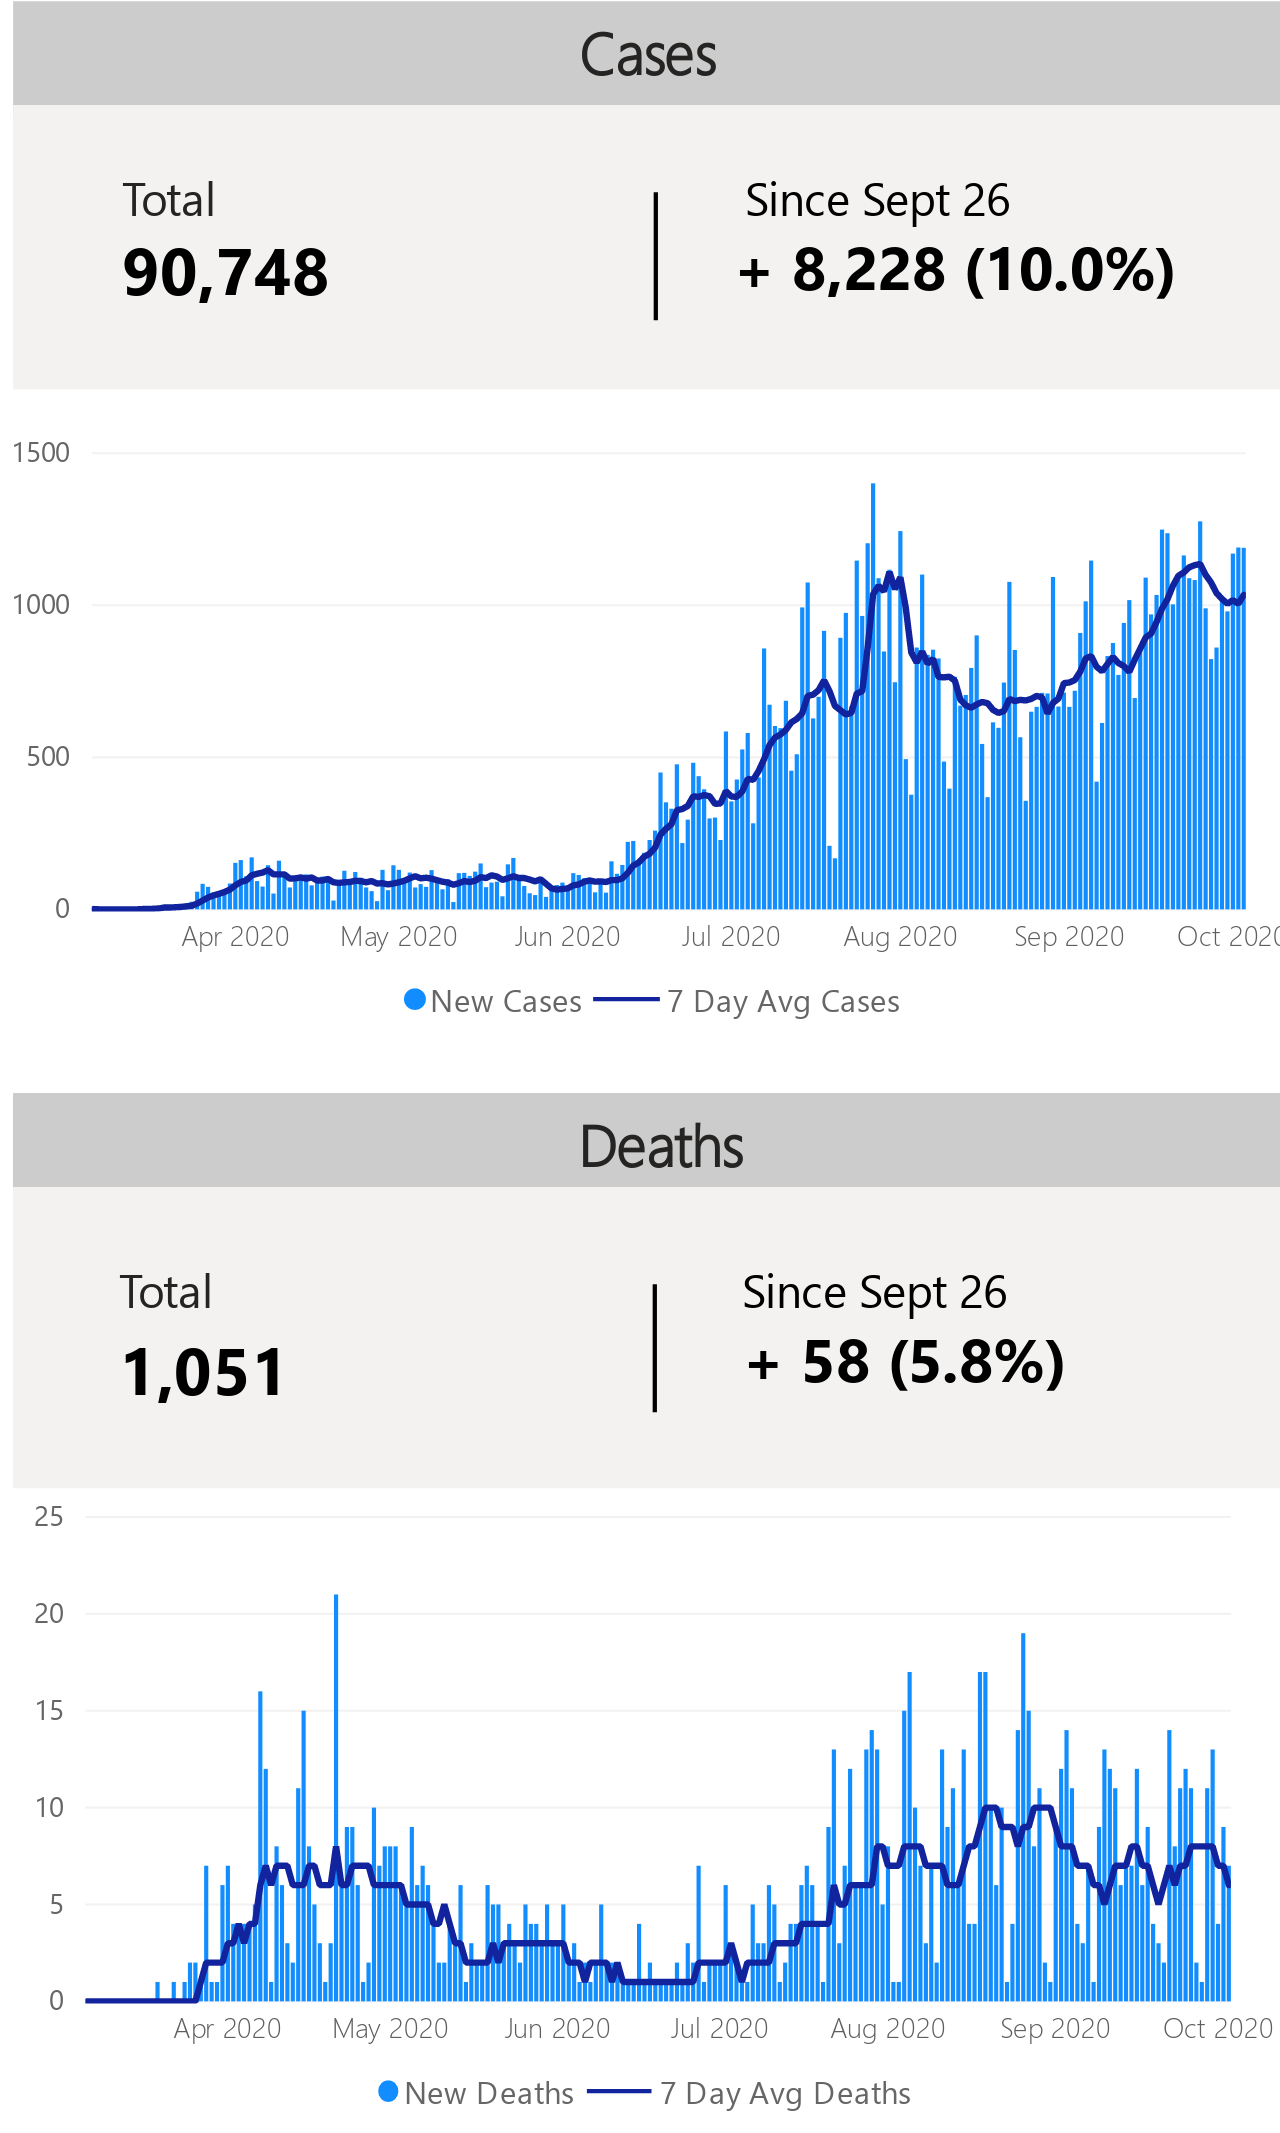 Cases
Total
Since Sept 26
90,748
+ 8,228 (10.0%)
1500
1000
500
0
Apr 2020 May 2020 Jun 2020 Jul 2020 Aug 2020 Sep 2020 Oct 2020
New Cases 7 Day Avg Cases
Deaths
Total
Since Sept 26
1,051
+ 58 (5.8%)
25
20
15
10
5
0
Apr 2020 May 2020 Jun 2020 Jul 2020 Aug 2020 Sep 2020 Oct 2020
New Deaths 7 Day Avg Deaths